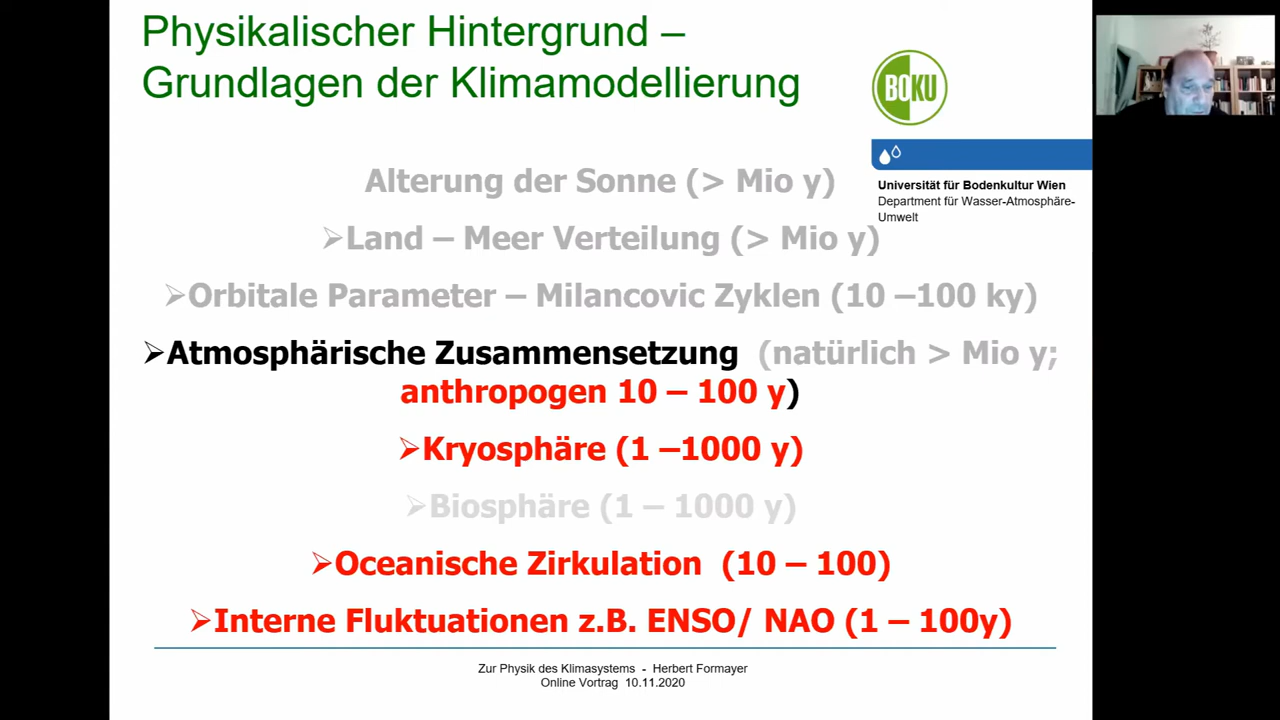 Physikalischer Hintergrund –
Grundlagen der Klimamodellierung
BOKU
Universität für Bodenkultur Wien
Department für Wasser-Atmosphäre-
Umwelt
Alterung der Sonne (> Mio y)
➢Land – Meer Verteilung (> Mio y)
➢Orbitale Parameter – Milancovic Zyklen (10 –100 ky)
➢Atmosphärische Zusammensetzung (natürlich > Mio y;
anthropogen 10 – 100 y)
➢Kryosphäre (1 –1000 y)
➢Biosphäre (1 – 1000 y)
➢Oceanische Zirkulation (10 – 100)
➢Interne Fluktuationen z.B. ENSO/ NAO (1 – 100y)
Zur Physik des Klimasystems - Herbert Formayer
Online Vortrag 10.11.2020